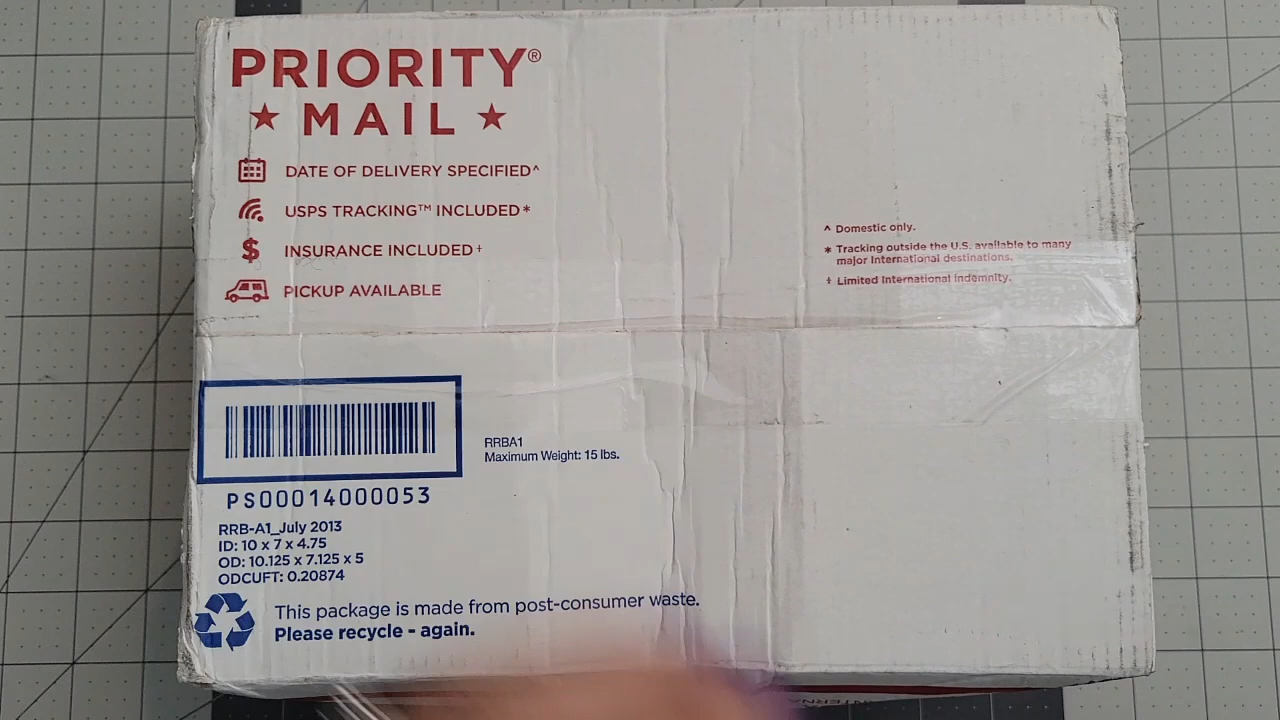 PRIORITY®
★ MAIL ★
DATE OF DELIVERY SPECIFIED^
USPS TRACKING™ INCLUDED*
INSURANCE INCLUDED†
PICKUP AVAILABLE
^ Domestic only.
* Tracking outside the U.S. available to many
major International destinations.
† Limited International indemnity.
RRBA1
Maximum Weight: 15 lbs.
PS00014000053
RRB-A1_July 2013
ID: 10 x 7 x 4.75
OD: 10.125 x 7.125 x 5
ODCUFT: 0.20874
This package is made from post-consumer waste.
Please recycle - again.